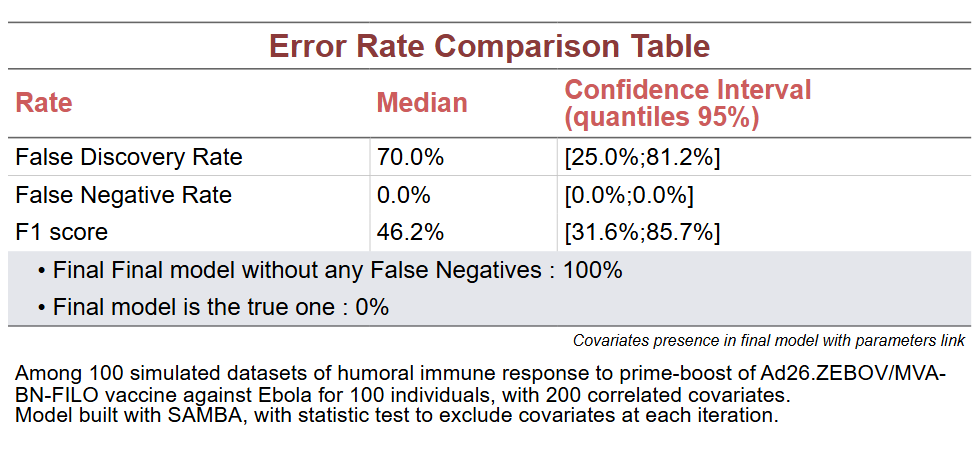 Error Rate Comparison Table
Rate Median Confidence Interval
(quantiles 95%)
False Discovery Rate 70.0% [25.0%;81.2%]
False Negative Rate 0.0% [0.0%;0.0%]
F1 score 46.2% [31.6%;85.7%]
• Final Final model without any False Negatives : 100%
• Final model is the true one : 0%
Covariates presence in final model with parameters link
Among 100 simulated datasets of humoral immune response to prime-boost of Ad26.ZEBOV/MVA-
BN-FILO vaccine against Ebola for 100 individuals, with 200 correlated covariates.
Model built with SAMBA, with statistic test to exclude covariates at each iteration.